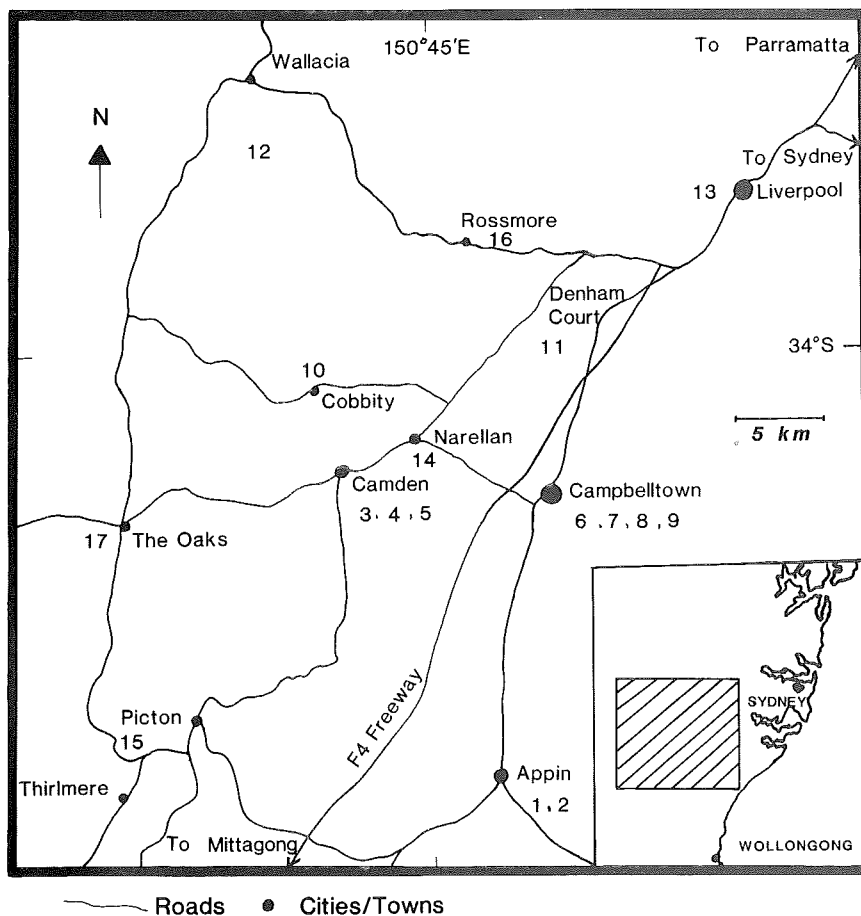 150°45'E
To Parramatta
Wallacia
N
12
To Sydney
13 Liverpool
Rossmore
16
Denham
Court
11
34°S
10
Cobbity
5 km
Narellan
14
Camden
3, 4, 5
Campbelltown
6, 7, 8, 9
17 The Oaks
SYDNEY
F4 Freeway
Picton
15
Thirlmere
Appin
1, 2
To Mittagong
WOLLONGONG
Roads Cities/Towns